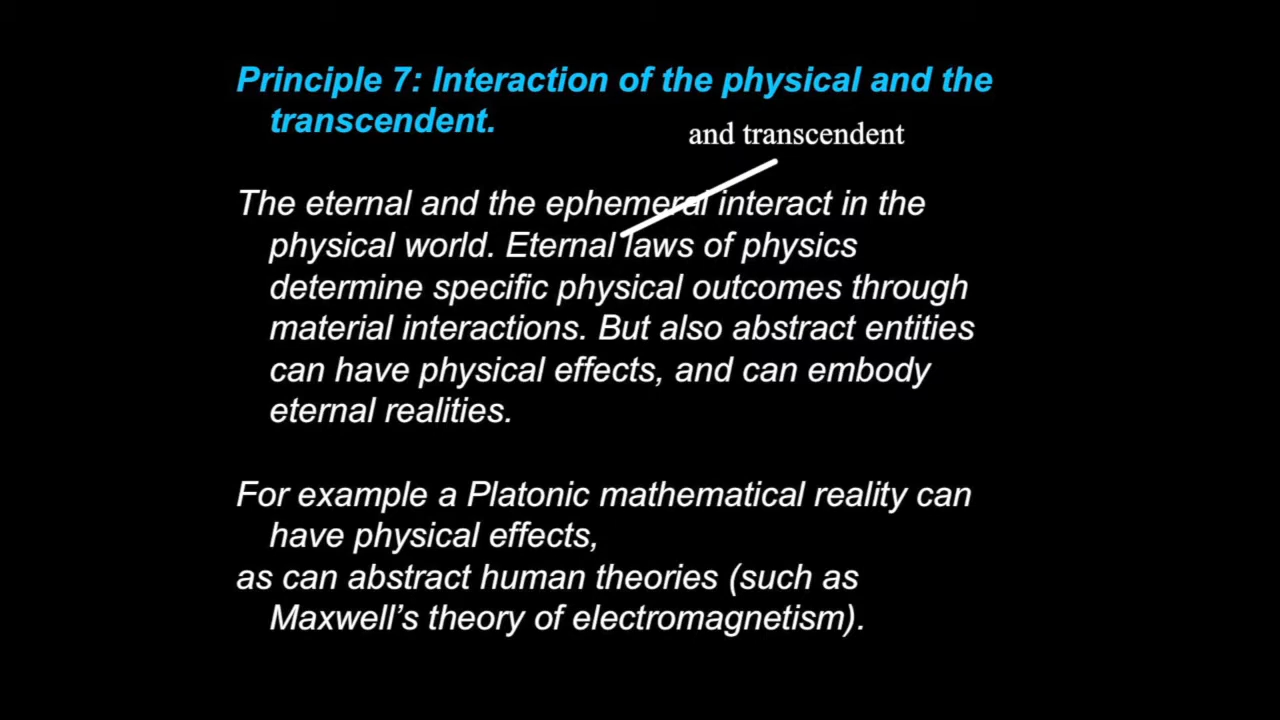 Principle 7: Interaction of the physical and the
transcendent.
and transcendent
The eternal and the ephemeral interact in the
physical world. Eternal laws of physics
determine specific physical outcomes through
material interactions. But also abstract entities
can have physical effects, and can embody
eternal realities.
For example a Platonic mathematical reality can
have physical effects,
as can abstract human theories (such as
Maxwell’s theory of electromagnetism).